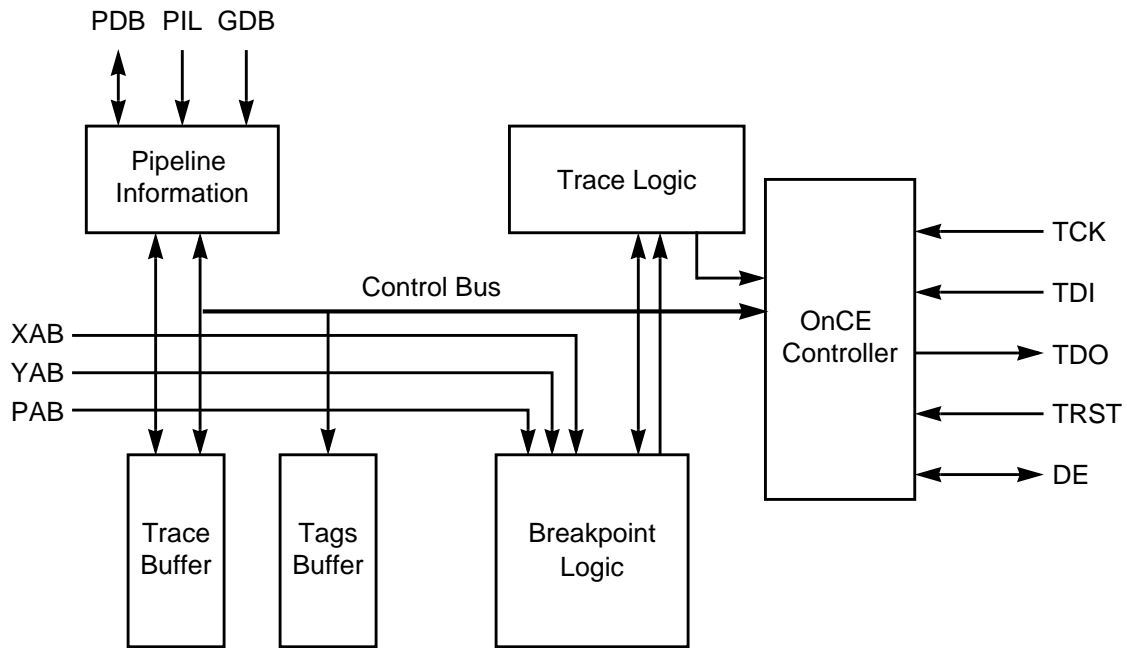 PDB PIL GDB
Pipeline
Information
Trace Logic
TCK
Control Bus
TDI
OnCE
Controller
XAB
YAB
TDO
PAB
TRST
DE
Trace
Buffer
Tags
Buffer
Breakpoint
Logic